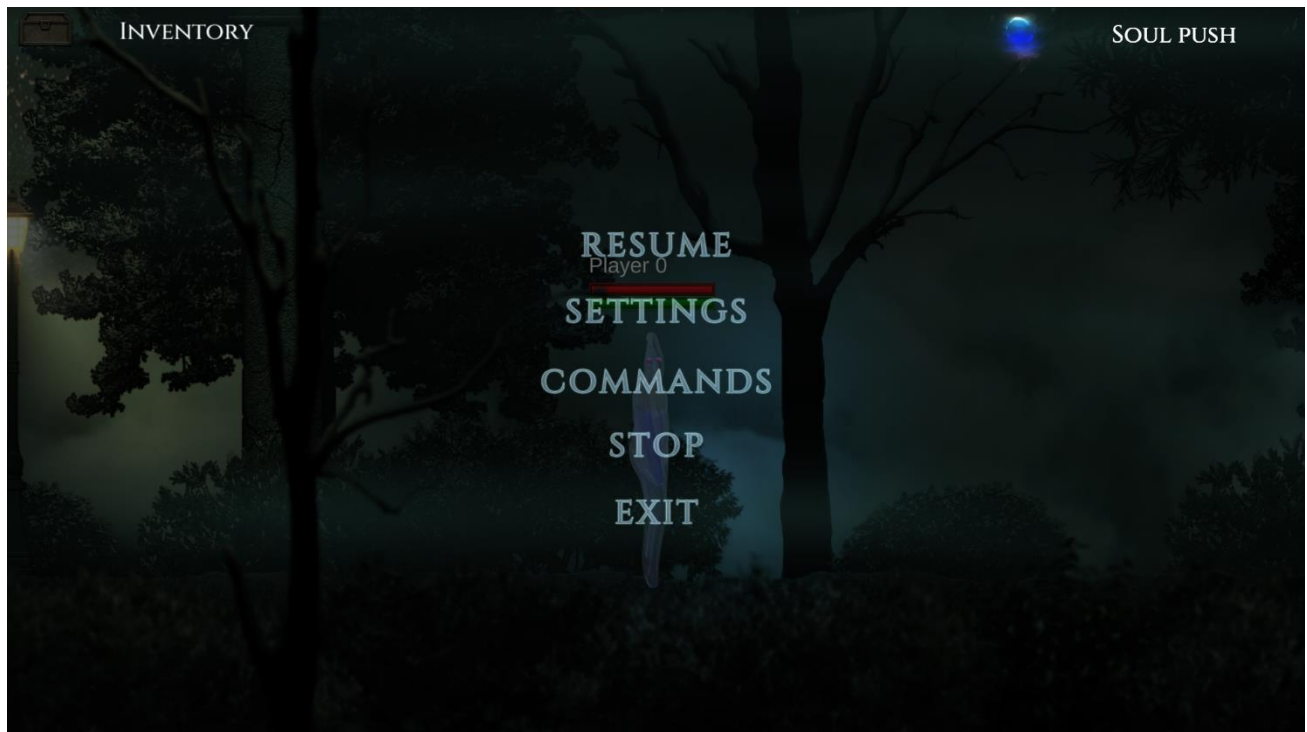 Inventory
Soul push
RESUME
Player 0
SETTINGS
COMMANDS
STOP
EXIT